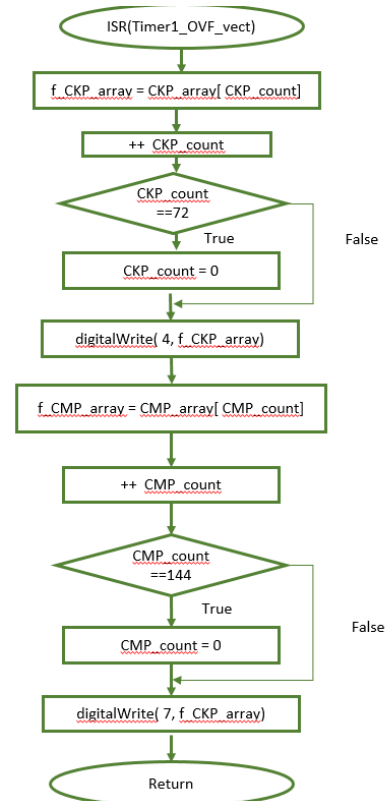 ISR(Timer1_OVF_vect)
f_CKP_array = CKP_array[ CKP_count]
++ CKP_count
CKP_count
==72
True
False
CKP_count = 0
digitalWrite( 4, f_CKP_array)
f_CMP_array = CMP_array[ CMP_count]
++ CMP_count
CMP_count
==144
True
False
CMP_count = 0
digitalWrite( 7, f_CKP_array)
Return